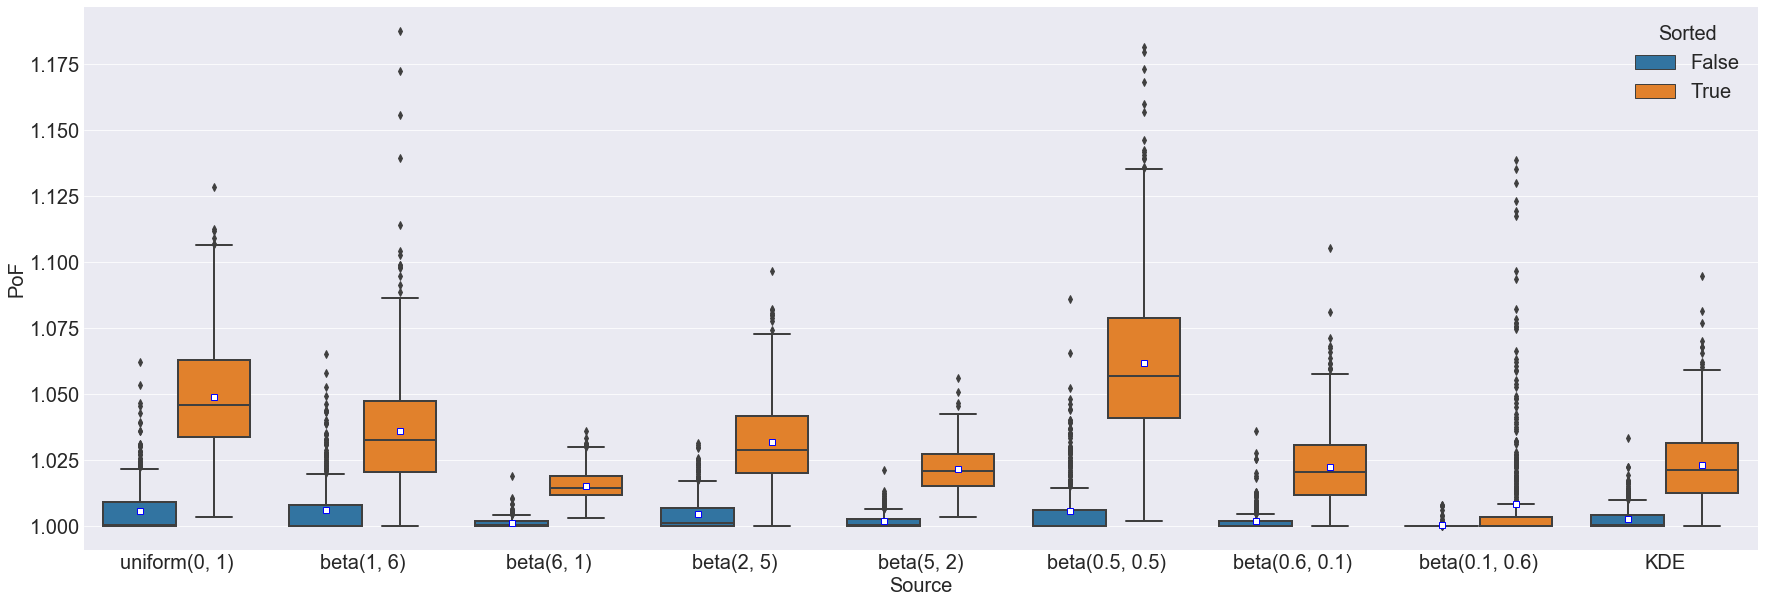 Sorted
False
True
PoF
1.175
1.150
1.125
1.100
1.075
1.050
1.025
1.000
uniform(0, 1) beta(1, 6) beta(6, 1) beta(2, 5) beta(5, 2) beta(0.5, 0.5) beta(0.6, 0.1) beta(0.1, 0.6) KDE
Source